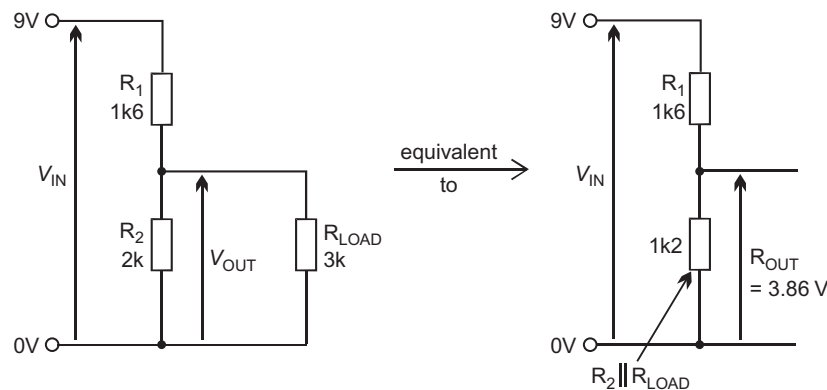 9V
R1
1k6
VIN
R2
2k
VOUT
RLOAD
3k
0V
equivalent
to
9V
R1
1k6
VIN
1k2
ROUT
= 3.86 V
0V
R2||RLOAD